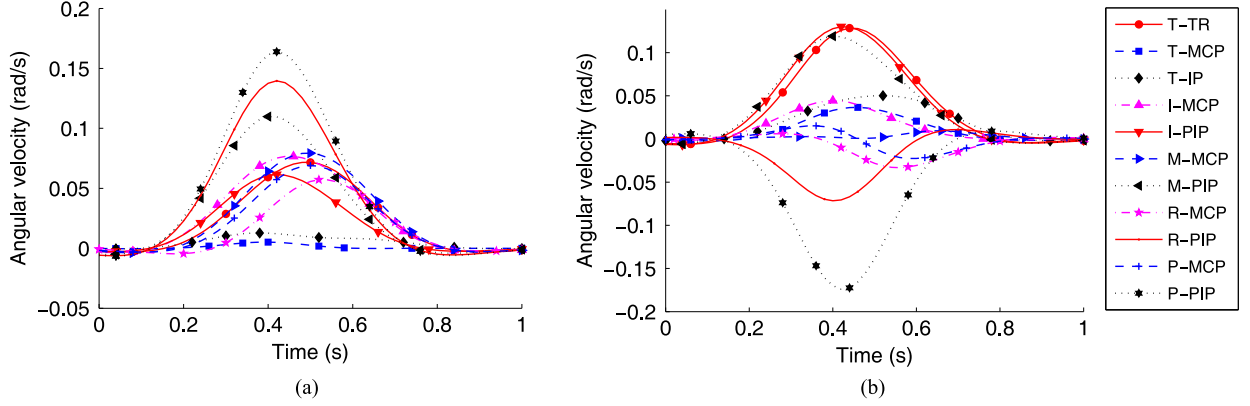 0.2
0.15
0.1
0.05
0
−0.05
Angular velocity (rad/s)
0 0.2 0.4 0.6 0.8 1
Time (s)
(a)
0.1
0.05
0
−0.05
−0.1
−0.15
−0.2
Angular velocity (rad/s)
0 0.2 0.4 0.6 0.8 1
Time (s)
(b)
T−TR
T−MCP
T−IP
I−MCP
I−PIP
M−MCP
M−PIP
R−MCP
R−PIP
P−MCP
P−PIP